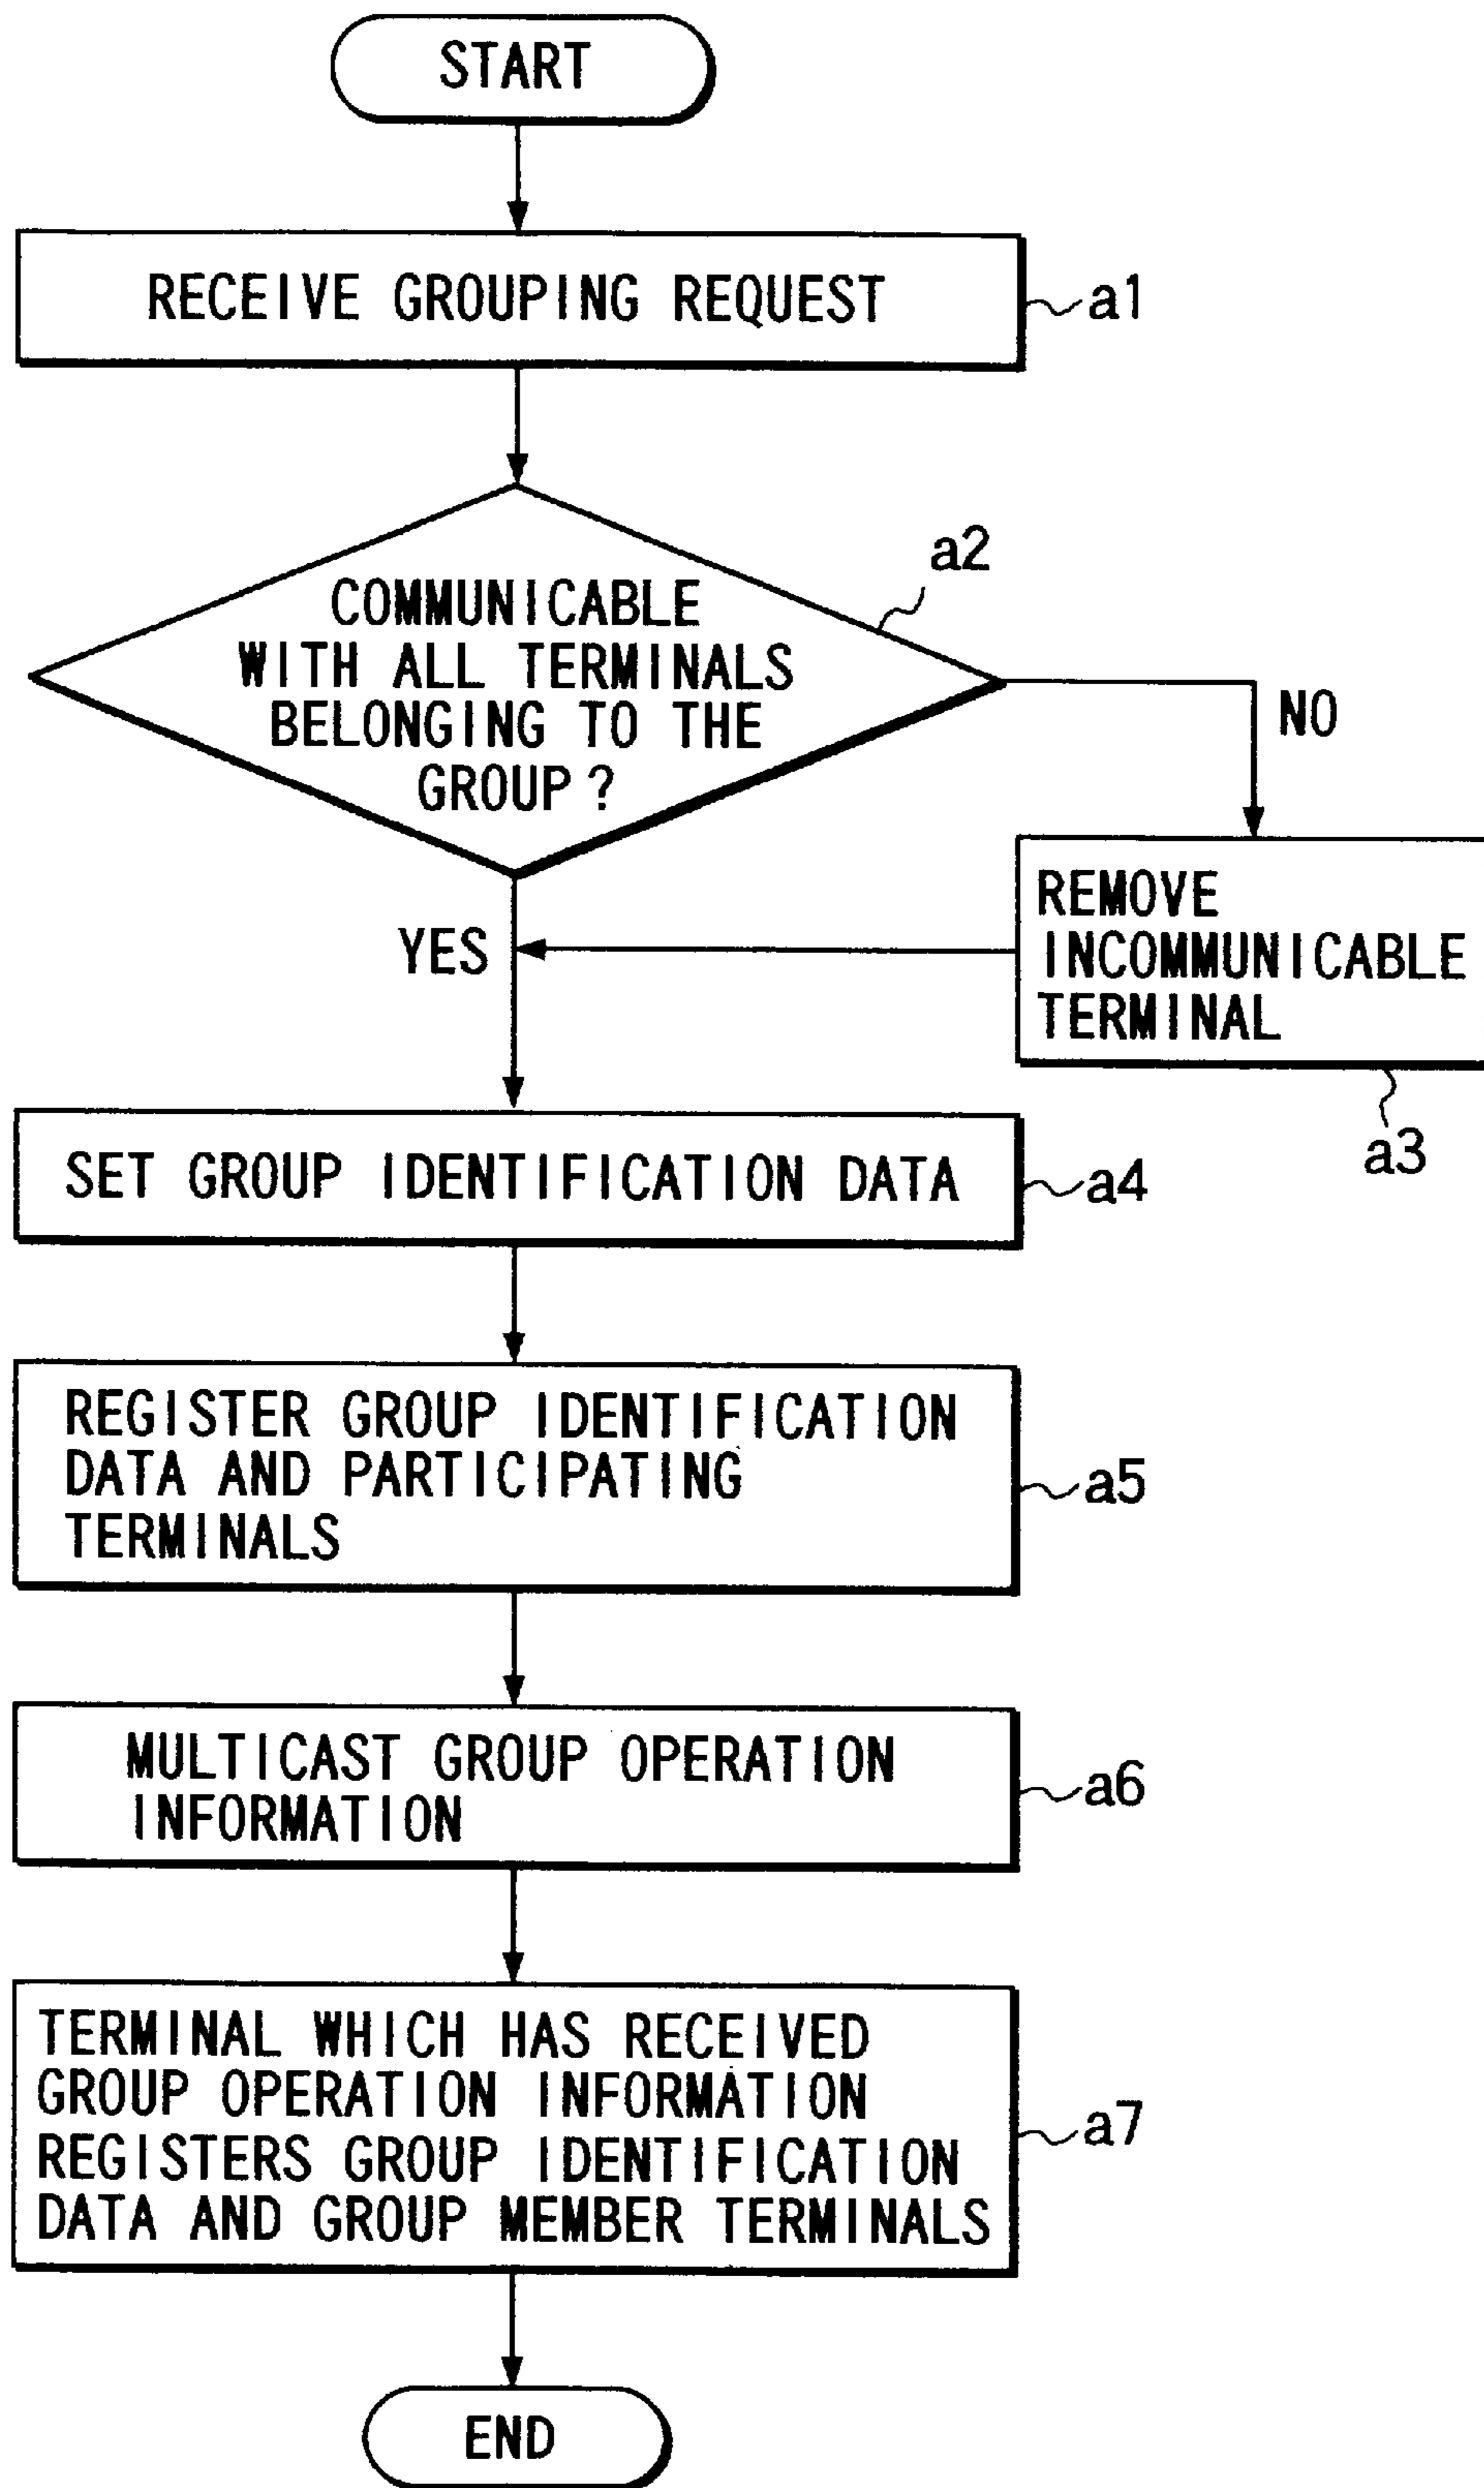 START
RECEIVE GROUPING REQUEST
a1
a2
COMMUNICABLE
WITH ALL TERMINALS
BELONGING TO THE
GROUP?
NO
REMOVE
INCOMMUNICABLE
TERMINAL
a3
YES
SET GROUP IDENTIFICATION DATA
a4
REGISTER GROUP IDENTIFICATION
DATA AND PARTICIPATING
TERMINALS
a5
MULTICAST GROUP OPERATION
INFORMATION
a6
TERMINAL WHICH HAS RECEIVED
GROUP OPERATION INFORMATION
REGISTERS GROUP IDENTIFICATION
DATA AND GROUP MEMBER TERMINALS
a7
END